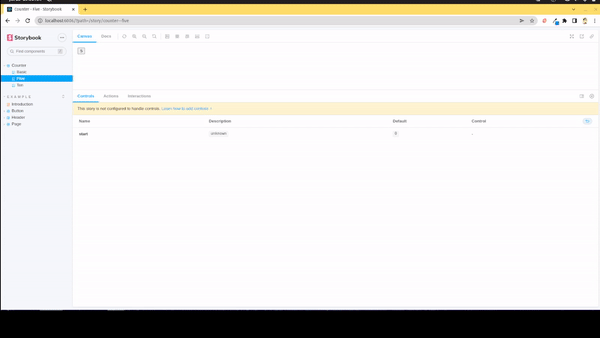 Counter - Five · Storybook
localhost:6006/?path=/story/counter--five
Storybook
Canvas Docs
Find components
5
Counter
Basic
Five
Ten
EXAMPLE
Introduction
Button
Header
Page
Controls Actions Interactions
This story is not configured to handle controls. Learn how to add controls
Name Description Default Control
start unknown 0 -